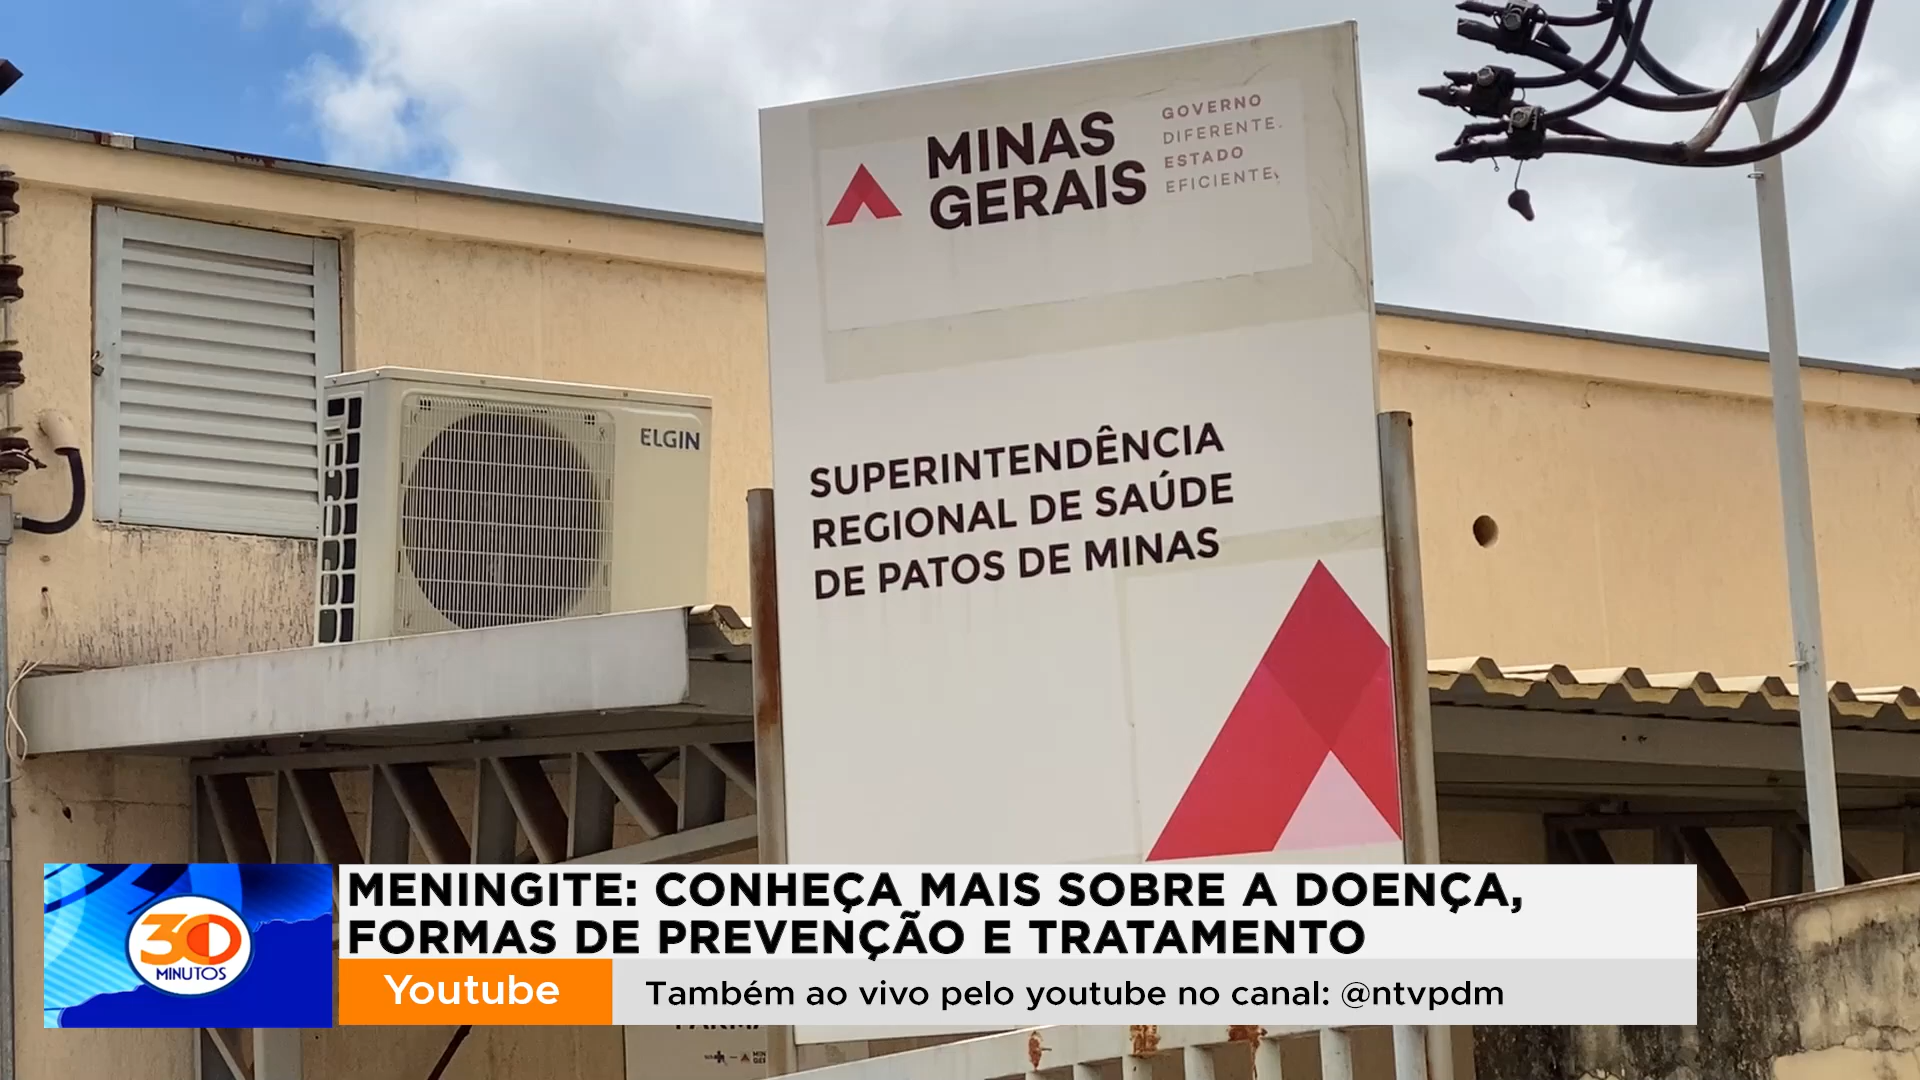 MINAS
GERAIS
GOVERNO
DIFERENTE.
ESTADO
EFICIENTE.
ELGIN
SUPERINTENDÊNCIA
REGIONAL DE SAÚDE
DE PATOS DE MINAS
30
MINUTOS
MENINGITE: CONHEÇA MAIS SOBRE A DOENÇA,
FORMAS DE PREVENÇÃO E TRATAMENTO
Youtube
Também ao vivo pelo youtube no canal: @ntvpdm